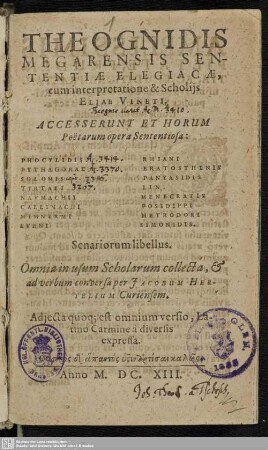 THEOGNIDIS
MEGARENSIS SEN-
TENTIÆ ELEGIACÆ,
cum interpretatione & Scholijs
ELIAE VINETI.
ACCESSERUNT ET HORUM
Poëtarum opera Sententiosa:
PHOCYLIDIS
PYTHAGORÆ
SOLONIS
TYRTÆI
NAUMACHII
CALLIMACHI
MIMNERMI
EVENI
RHIANI
ERATOSTHENIS
PANYASIDIS
LINI
MENECRATIS
POSIDIPPI
METRODORI
SIMONIDIS.
Senariorum libellus.
Omnia in usum Scholarum collecta, &
ad verbum conversa per JACOBUM HER-
TELIUM Curiensem.
Adjecta quoq; est omnium versio, La-
tino Carmine à diversis
expressa.
Anno M. DC. XIII.